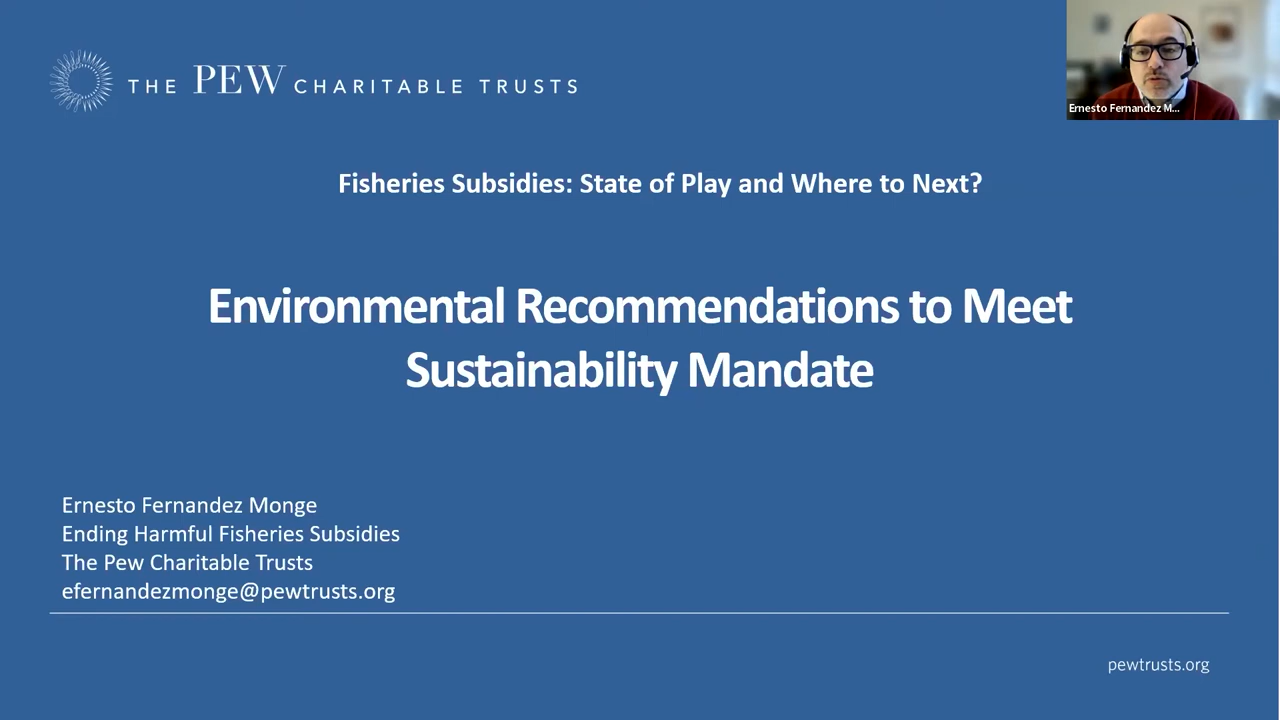 THE PEW CHARITABLE TRUSTS
Ernesto Fernandez M...
Fisheries Subsidies: State of Play and Where to Next?
Environmental Recommendations to Meet
Sustainability Mandate
Ernesto Fernandez Monge
Ending Harmful Fisheries Subsidies
The Pew Charitable Trusts
efernandezmonge@pewtrusts.org
pewtrusts.org